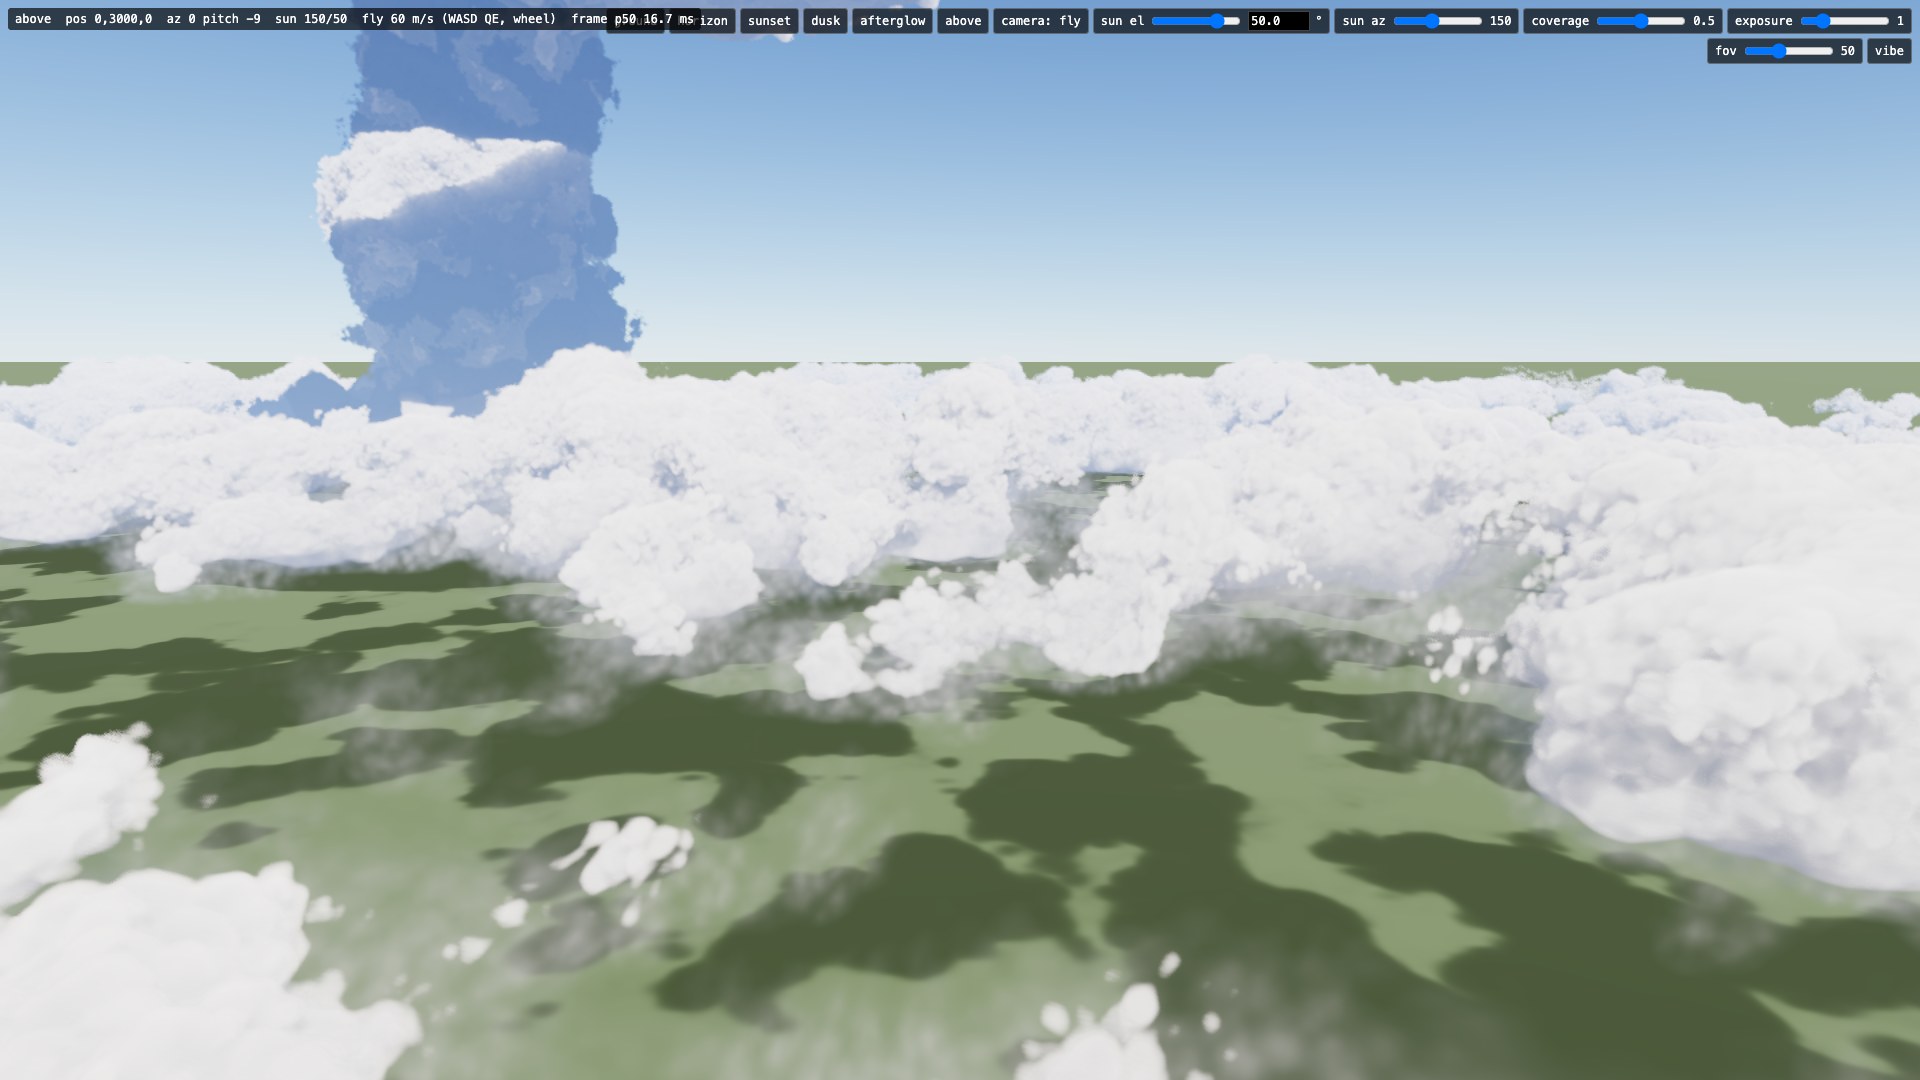 above pos 0,3000,0 az 0 pitch −9 sun 150/50 fly 60 m/s (WASD QE, wheel) frame p50 16.7 ms
sunset dusk afterglow above camera: fly sun el 50.0 ° sun az 150 coverage 0.5 exposure 1
fov 50 vibe